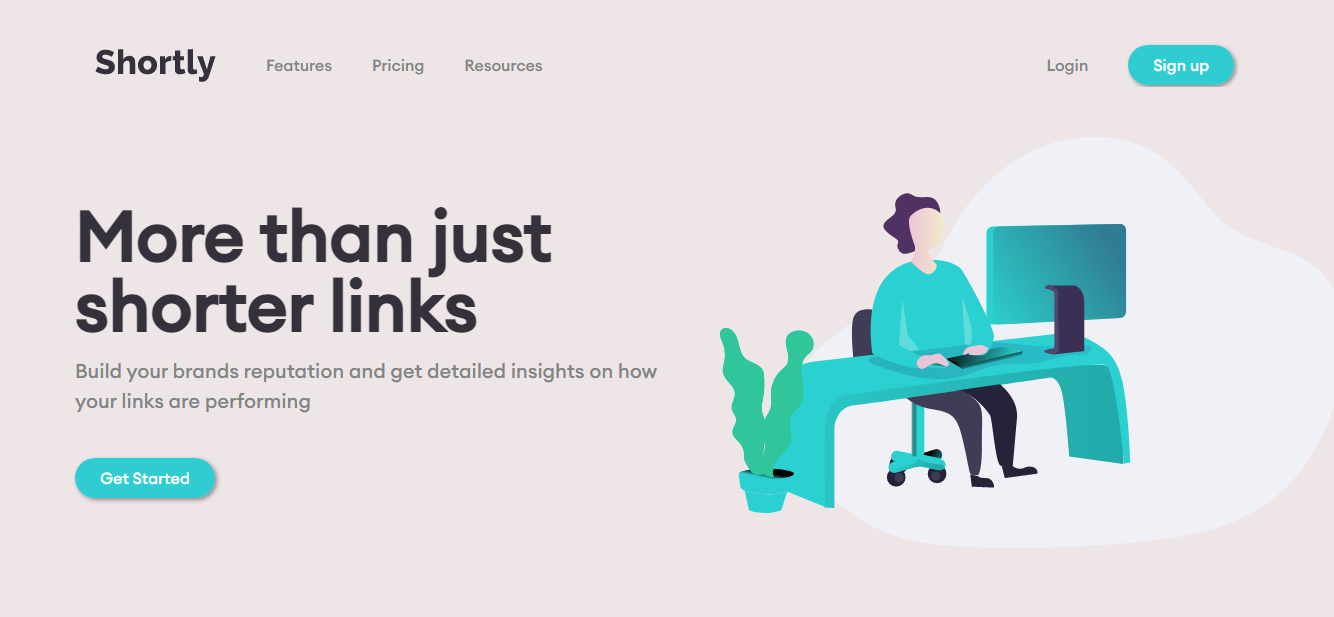 Shortly Features Pricing Resources Login Sign up
More than just
shorter links
Build your brands reputation and get detailed insights on how
your links are performing
Get Started